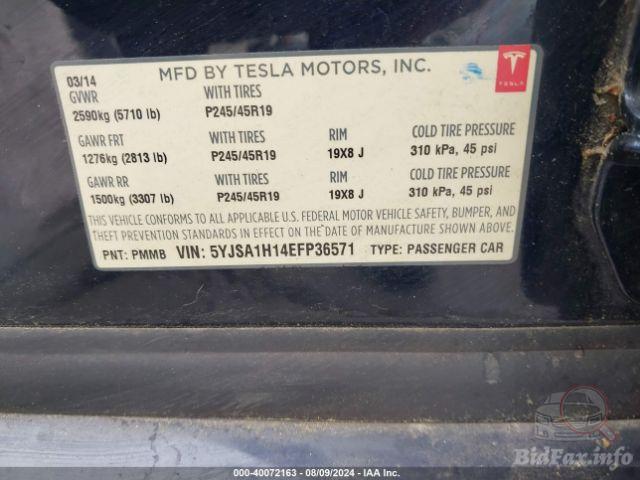 MFD BY TESLA MOTORS, INC.
TESLA
03/14
GVWR WITH TIRES
2590kg (5710 lb) P245/45R19
GAWR FRT WITH TIRES RIM COLD TIRE PRESSURE
1276kg (2813 lb) P245/45R19 19X8 J 310 kPa, 45 psi
GAWR RR WITH TIRES RIM COLD TIRE PRESSURE
1500kg (3307 lb) P245/45R19 19X8 J 310 kPa, 45 psi
THIS VEHICLE CONFORMS TO ALL APPLICABLE U.S. FEDERAL MOTOR VEHICLE SAFETY, BUMPER, AND
THEFT PREVENTION STANDARDS IN EFFECT ON THE DATE OF MANUFACTURE SHOWN ABOVE.
PNT: PMMB VIN: 5YJSA1H14EFP36571 TYPE: PASSENGER CAR
BidFax.info
000-40072163 - 08/09/2024 - IAA Inc.